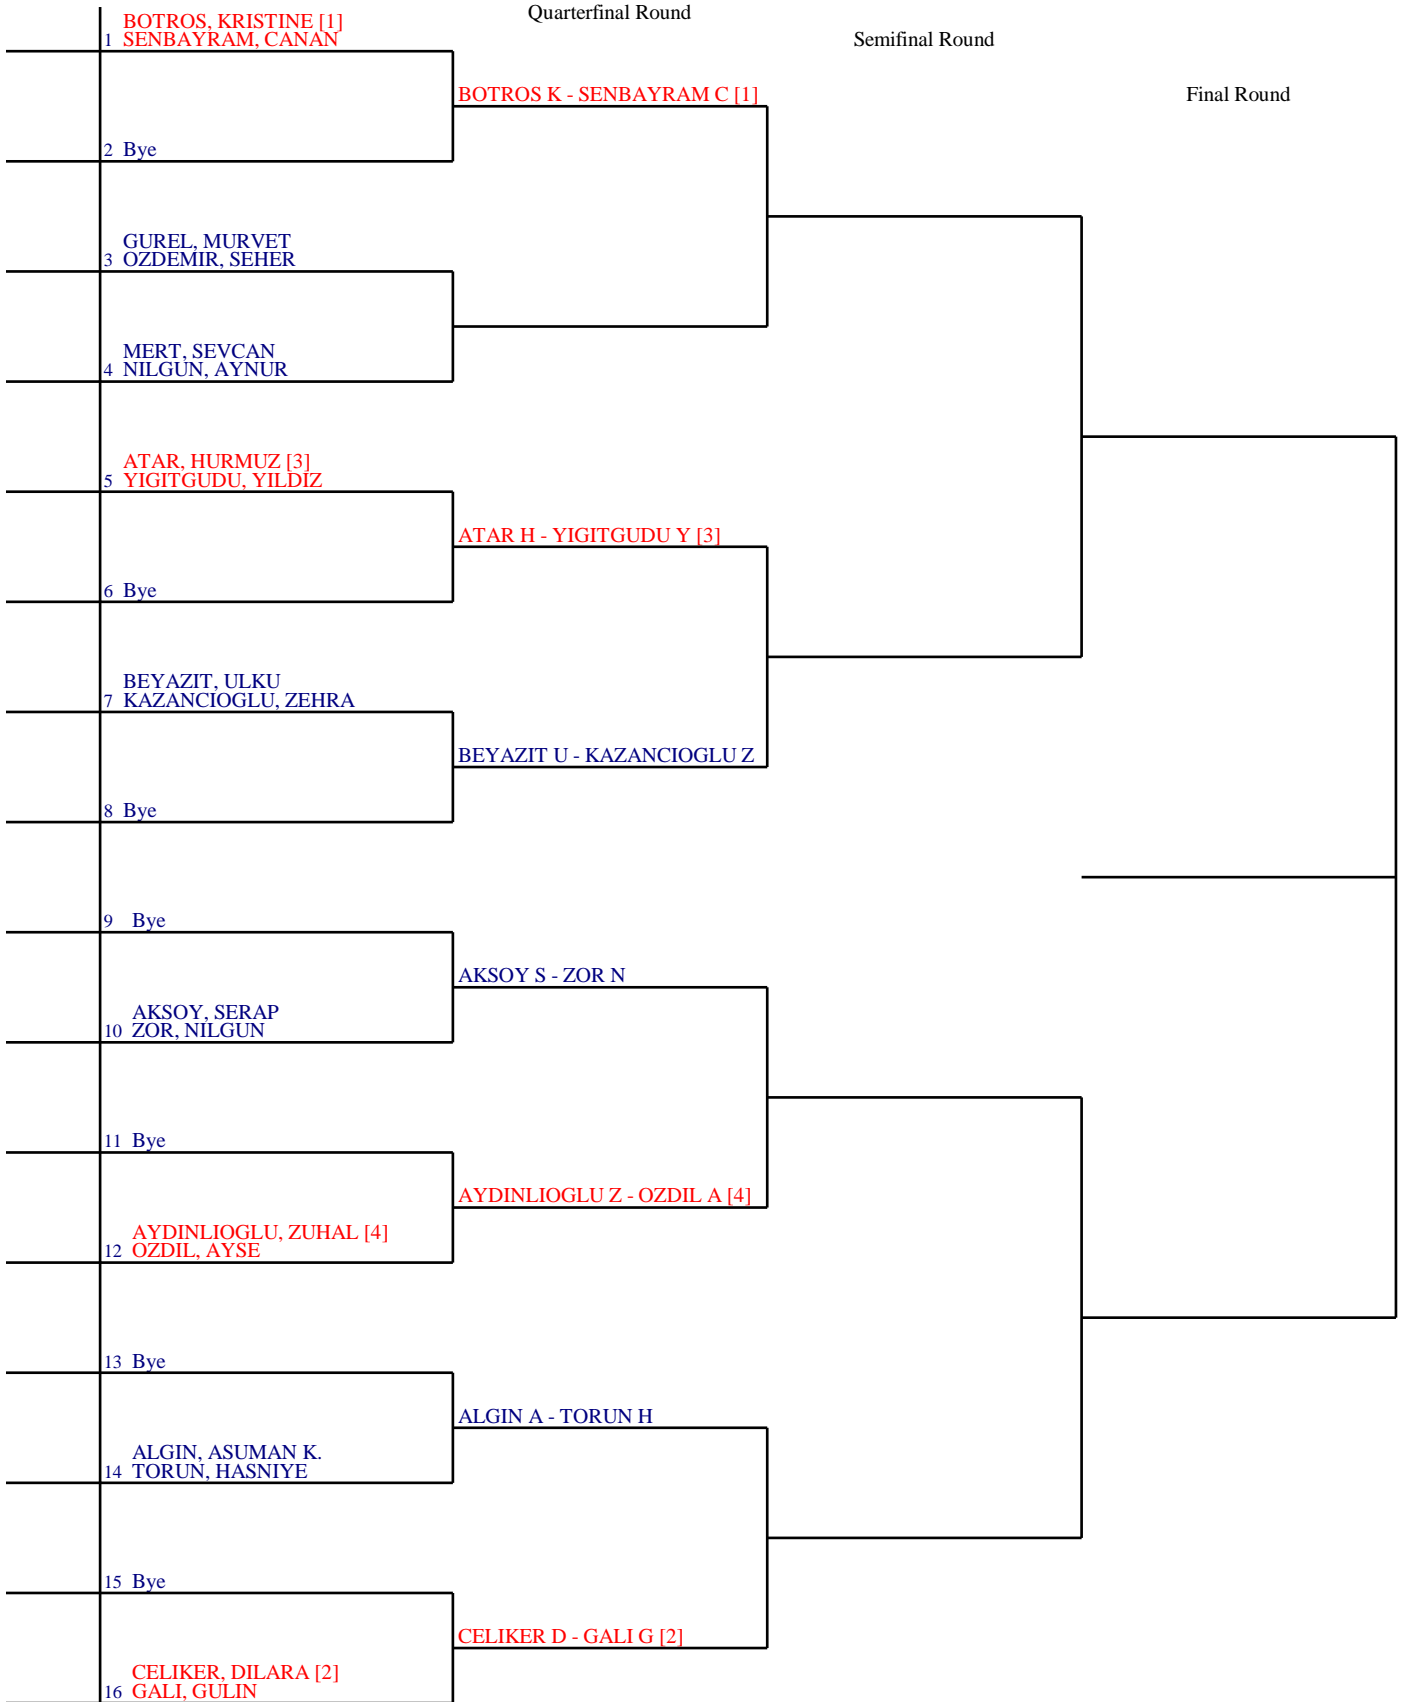 Quarterfinal Round
Semifinal Round
Final Round
BOTROS, KRISTINE [1]
1 SENBAYRAM, CANAN
BOTROS K - SENBAYRAM C [1]
2 Bye
GUREL, MURVET
3 OZDEMIR, SEHER
MERT, SEVCAN
4 NILGUN, AYNUR
ATAR, HURMUZ [3]
5 YIGITGUDU, YILDIZ
ATAR H - YIGITGUDU Y [3]
6 Bye
BEYAZIT, ULKU
7 KAZANCIOGLU, ZEHRA
BEYAZIT U - KAZANCIOGLU Z
8 Bye
9 Bye
AKSOY S - ZOR N
AKSOY, SERAP
10 ZOR, NILGUN
11 Bye
AYDINLIOGLU Z - OZDIL A [4]
AYDINLIOGLU, ZUHAL [4]
12 OZDIL, AYSE
13 Bye
ALGIN A - TORUN H
ALGIN, ASUMAN K.
14 TORUN, HASNIYE
15 Bye
CELIKER D - GALI G [2]
CELIKER, DILARA [2]
16 GALI, GULIN